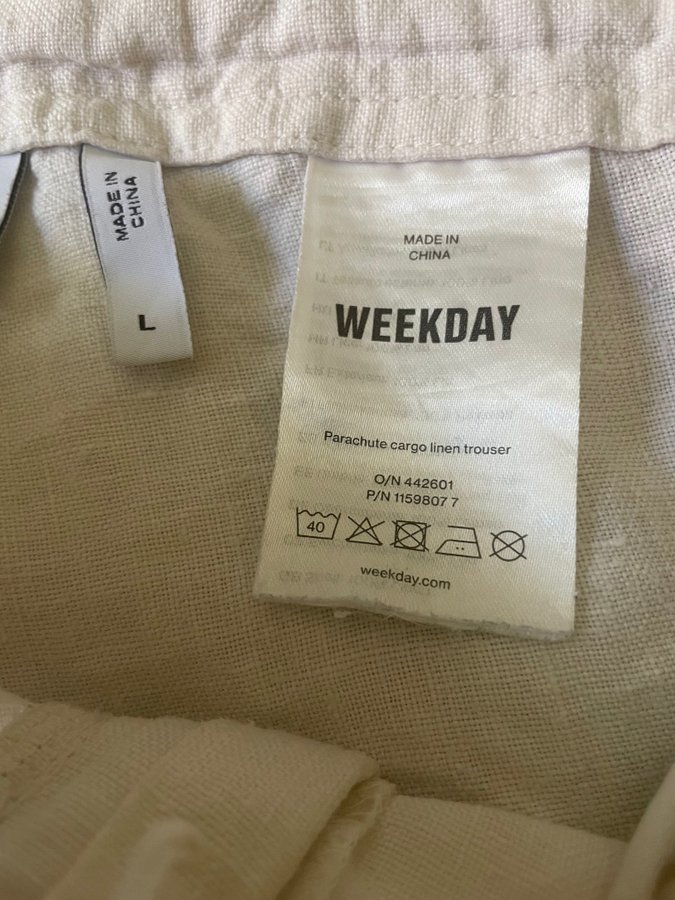 MADE IN
CHINA
L
MADE IN
CHINA
WEEKDAY
Parachute cargo linen trouser
O/N 442601
P/N 1159807 7
40
weekday.com